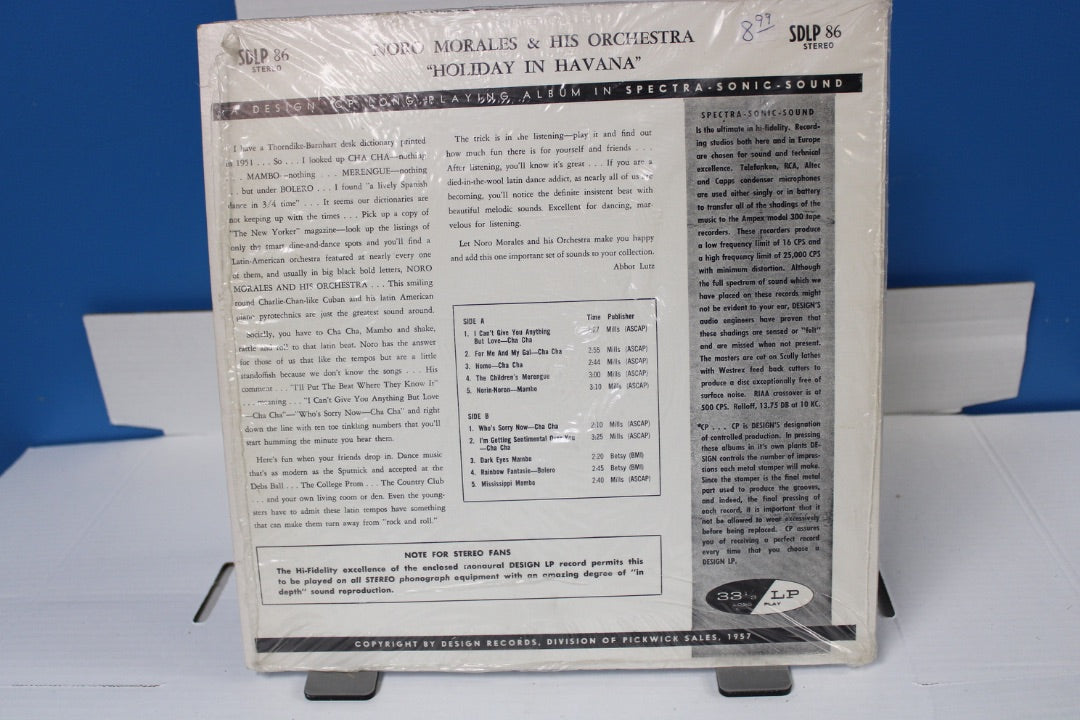 SDLP 86
STEREO
NORO MORALES & HIS ORCHESTRA
"HOLIDAY IN HAVANA"
8 99
SDLP 86
STEREO
A DESIGN OF LONG PLAYING ALBUM IN SPECTRA-SONIC-SOUND
I have a Thorndike-Barnhart desk dictionary printed
in 1951 . . . So . . . I looked up CHA CHA—nothing
. . . MAMBO—nothing . . . MERENGUE—nothing
. . but under BOLERO . . . I found "a lively Spanish
dance in 3/4 time" . . . It seems our dictionaries are
not keeping up with the times . . . Pick up a copy of
"The New Yorker" magazine—look up the listings of
only the smart dine-and-dance spots and you'll find a
Latin-American orchestra featured at nearly every one
of them, and usually in big black bold letters, NORO
MORALES AND HIS ORCHESTRA . . . This smiling
round Charlie-Chan-like Cuban and his latin American
piano pyrotechnics are just the greatest sound around.
Socially, you have to Cha Cha, Mambo and shake,
rattle and roll to that latin beat. Noro has the answer
for those of us that like the tempos but are a little
standoffish because we don't know the songs . . . His
comment . . . "I'll Put The Beat Where They Know It"
. . . meaning . . . "I Can't Give You Anything But Love
—Cha Cha"—"Who's Sorry Now—Cha Cha" and right
down the line with ten toe tinkling numbers that you'll
start humming the minute you hear them.
Here's fun when your friends drop in. Dance music
that's as modern as the Sputnick and accepted at the
Debs Ball . . . The College Prom . . . The Country Club
. . . and your own living room or den. Even the young-
sters have to admit these latin tempos have something
that can make them turn away from "rock and roll."
The trick is in the listening—play it and find out
how much fun there is for yourself and friends . . .
After listening, you'll know it's great . . . If you are a
died-in-the-wool latin dance addict, as nearly all of us are
becoming, you'll notice the definite insistent beat with
beautiful melodic sounds. Excellent for dancing, mar-
velous for listening.
Let Noro Morales and his Orchestra make you happy
and add this one important set of sounds to your collection.
Abbot Lutz
SIDE A Time Publisher
1. I Can't Give You Anything
But Love—Cha Cha Mills (ASCAP)
2. For Me And My Gal—Cha Cha 2:55 Mills (ASCAP)
3. Homo—Cha Cha 2:44 Mills (ASCAP)
4. The Children's Merengue 3:00 Mills (ASCAP)
5. Norin-Noron—Mambo 3:10 Mills (ASCAP)
SIDE B
1. Who's Sorry Now—Cha Cha 2:10 Mills (ASCAP)
2. I'm Getting Sentimental Over You
—Cha Cha 3:25 Mills (ASCAP)
3. Dark Eyes Mambo 2:20 Betsy (BMI)
4. Rainbow Fantasie—Bolero 2:45 Betsy (BMI)
5. Mississippi Mambo 2:40 Mills (ASCAP)
NOTE FOR STEREO FANS
The Hi-Fidelity excellence of the enclosed monoural DESIGN LP record permits this
to be played on all STEREO phonograph equipment with an amazing degree of "in
depth" sound reproduction.
SPECTRA-SONIC-SOUND
Is the ultimate in hi-fidelity. Record-
ing studios both here and in Europe
are chosen for sound and technical
excellence. Telefonken, RCA, Altec
and Capps condenser microphones
are used either singly or in battery
to transfer all of the shadings of the
music to the Ampex model 300 tape
recorders. These recorders produce
a low frequency limit of 16 CPS and
a high frequency limit of 25,000 CPS
with minimum distortion. Although
the full spectrum of sound which we
have placed on these records might
not be evident to your ear, DESIGN'S
audio engineers have proven that
these shadings are sensed or "felt"
and are missed when not present.
The masters are cut on Scully lathes
with Westrex feed back cutters to
produce a disc exceptionally free of
surface noise. RIAA crossover is at
500 CPS. Rolloff, 13.75 DB at 10 KC.
*CP . . . CP is DESIGN'S designation
of controlled production. In pressing
these albums in it's own plants DE-
SIGN controls the number of impres-
sions each metal stamper will make.
Since the stamper is the final metal
part used to produce the grooves,
and indeed, the final pressing of
each record, it is important that it
not be allowed to wear excessively
before being replaced. CP assures
you of receiving a perfect record
every time that you choose a
DESIGN LP.
33⅓ LP
LONG PLAY
COPYRIGHT BY DESIGN RECORDS, DIVISION OF PICKWICK SALES, 1957